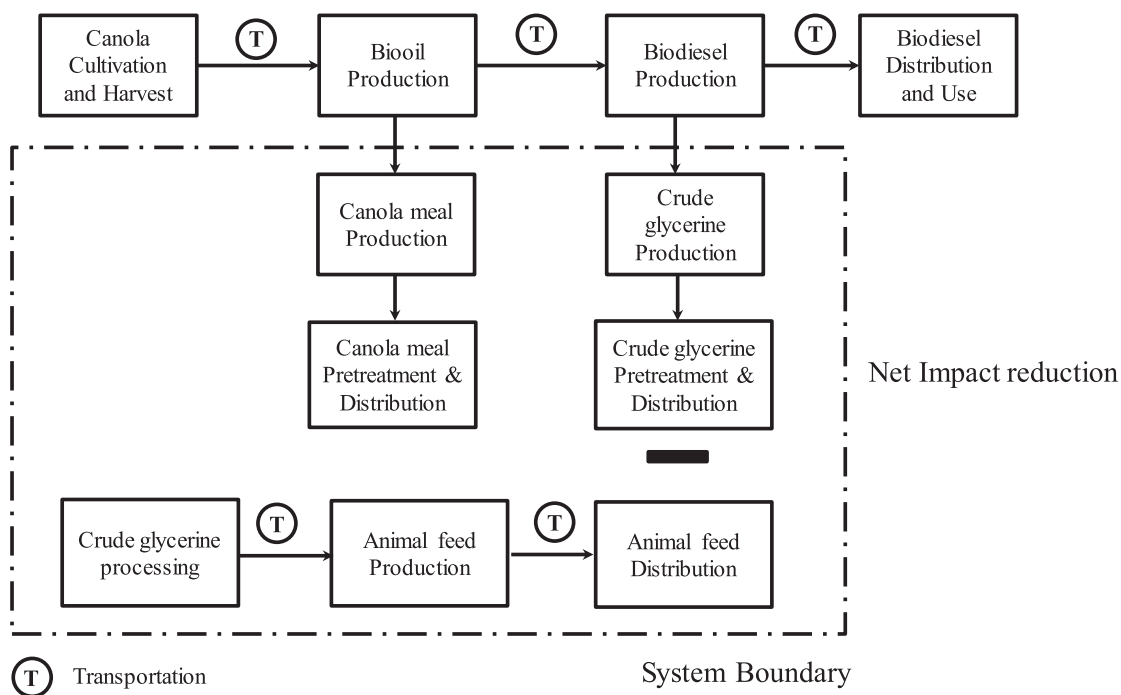 T
T
T
Canola
Cultivation
and Harvest
Biooil
Production
Biodiesel
Production
Biodiesel
Distribution
and Use
Canola meal
Production
Crude
glycerine
Production
Canola meal
Pretreatment &
Distribution
Crude glycerine
Pretreatment &
Distribution
Net Impact reduction
T
T
Crude glycerine
processing
Animal feed
Production
Animal feed
Distribution
T Transportation
System Boundary